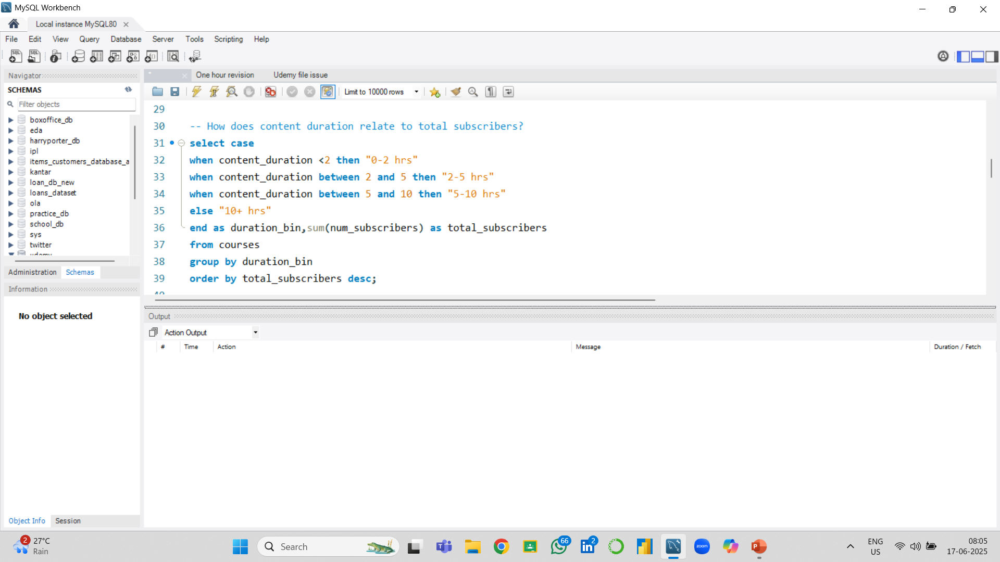 MySQL Workbench
Local instance MySQL80
File Edit View Query Database Server Tools Scripting Help
Navigator
SCHEMAS
Filter objects
boxoffice_db
eda
harryporter_db
ipl
items_customers_database_a
kantar
loan_db_new
loans_dataset
ola
practice_db
school_db
sys
twitter
udemy
Administration Schemas
Information
No object selected
Object Info Session
One hour revision Udemy file issue
Limit to 10000 rows
29
30 -- How does content duration relate to total subscribers?
31 select case
32 when content_duration <2 then "0-2 hrs"
33 when content_duration between 2 and 5 then "2-5 hrs"
34 when content_duration between 5 and 10 then "5-10 hrs"
35 else "10+ hrs"
36 end as duration_bin,sum(num_subscribers) as total_subscribers
37 from courses
38 group by duration_bin
39 order by total_subscribers desc;
40
Output
Action Output
# Time Action Message Duration / Fetch
2
27°C
Rain
Search
66
2
zoom
ENG
US
08:05
17-06-2025